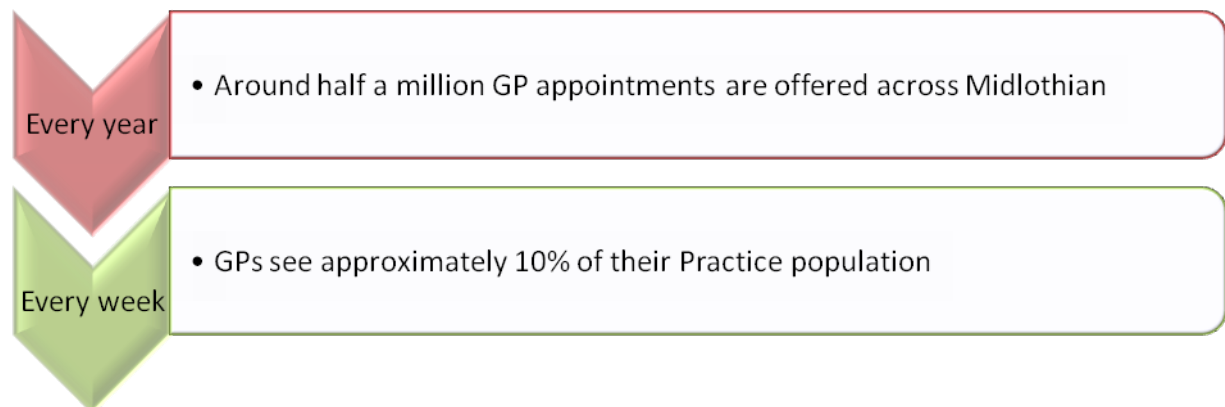 Every year
• Around half a million GP appointments are offered across Midlothian
Every week
• GPs see approximately 10% of their Practice population